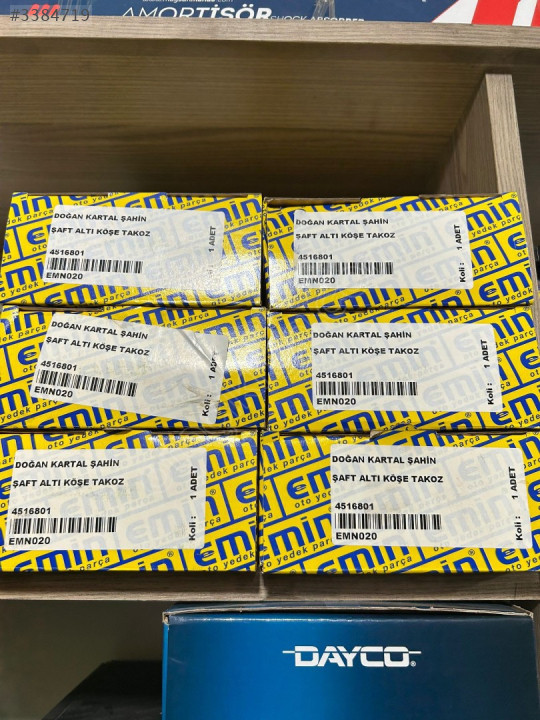 #3384719
AMORTİSÖR SHOCK ABSORBER
DOĞAN KARTAL ŞAHİN
ŞAFT ALTI KÖŞE TAKOZ
4516801
EMN020
Koli : 1 ADET
DOĞAN KARTAL ŞAHİN
ŞAFT ALTI KÖŞE TAKOZ
4516801
EMN020
Koli : 1 ADET
DOĞAN KARTAL ŞAHİN
ŞAFT ALTI KÖŞE TAKOZ
4516801
EMN020
Koli : 1 ADET
DOĞAN KARTAL ŞAHİN
ŞAFT ALTI KÖŞE TAKOZ
4516801
EMN020
Koli : 1 ADET
DOĞAN KARTAL ŞAHİN
ŞAFT ALTI KÖŞE TAKOZ
4516801
EMN020
Koli : 1 ADET
DOĞAN KARTAL ŞAHİN
ŞAFT ALTI KÖŞE TAKOZ
4516801
EMN020
Koli : 1 ADET
emin
oto yedek parça
DAYCO